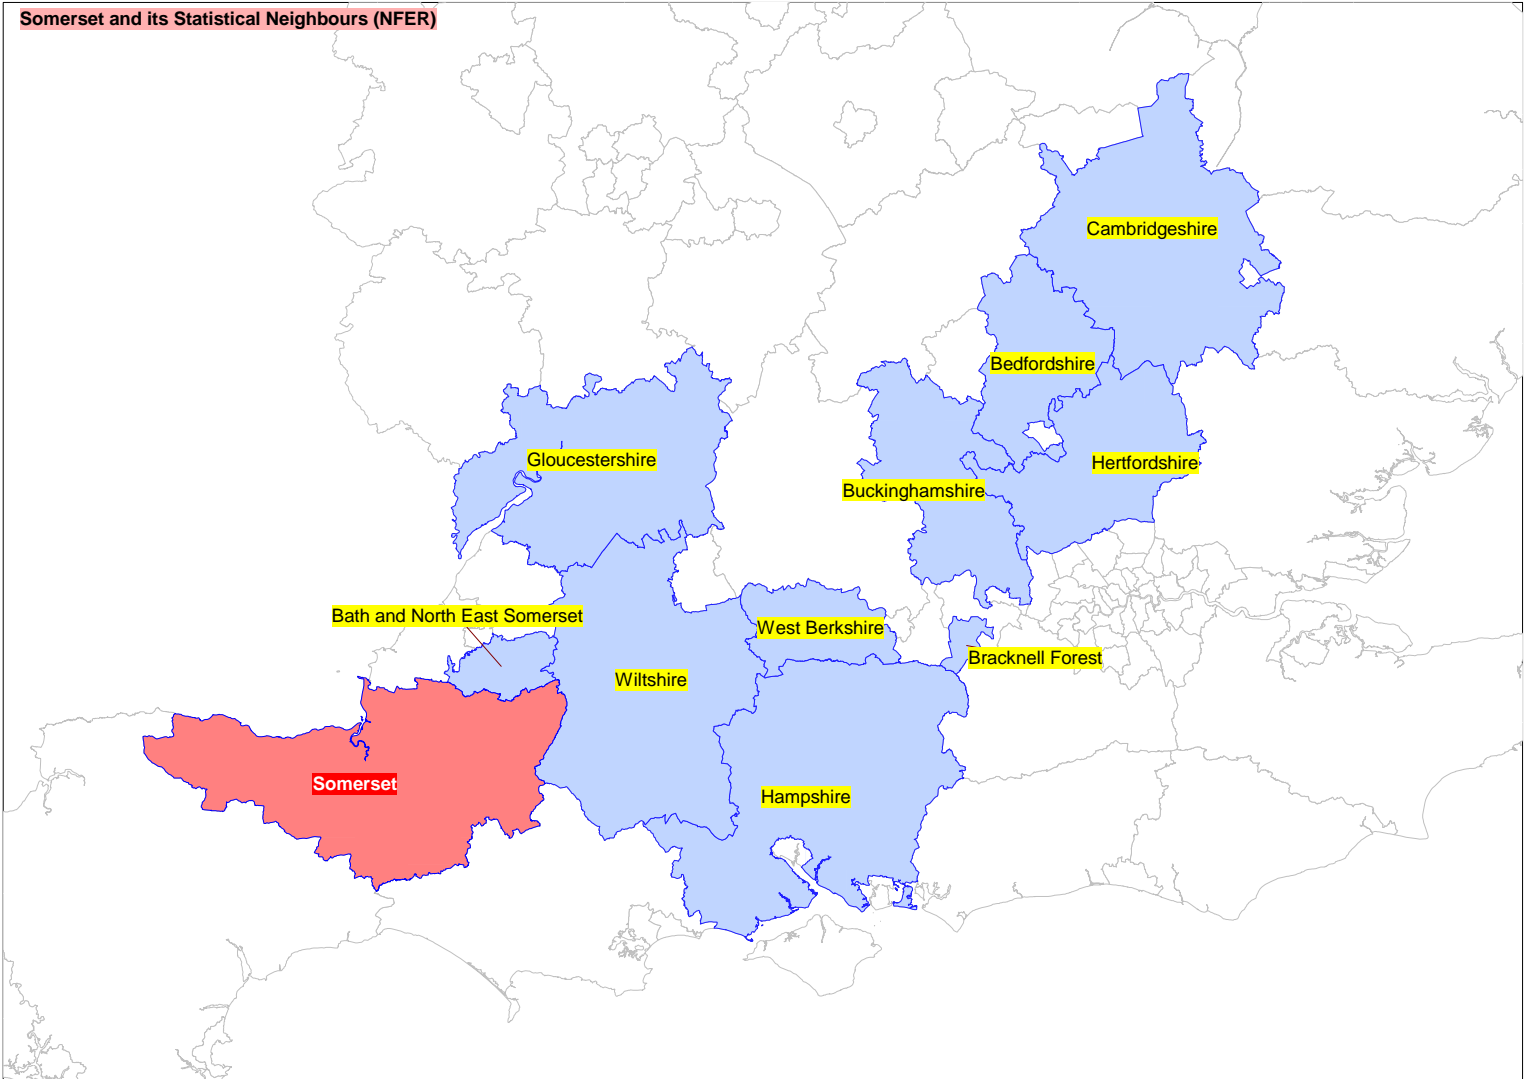 Somerset and its Statistical Neighbours (NFER)
Cambridgeshire
Bedfordshire
Gloucestershire
Hertfordshire
Buckinghamshire
Bath and North East Somerset
West Berkshire
Bracknell Forest
Wiltshire
Somerset
Hampshire